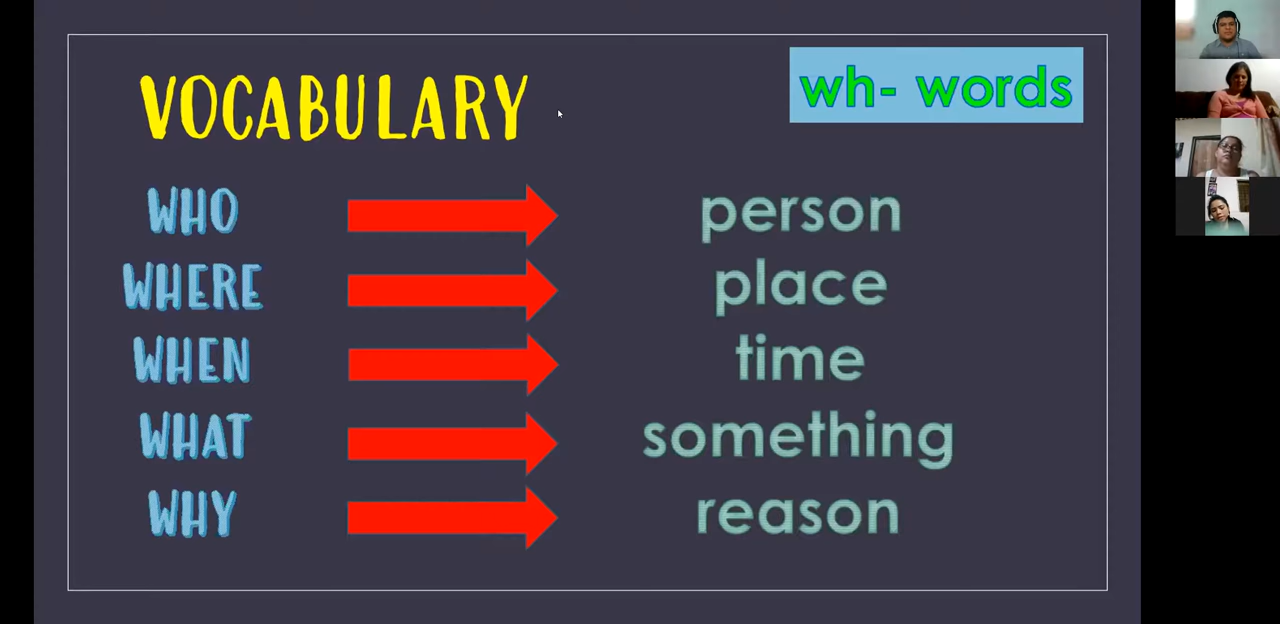 VOCABULARY
wh- words
WHO person
WHERE place
WHEN time
WHAT something
WHY reason